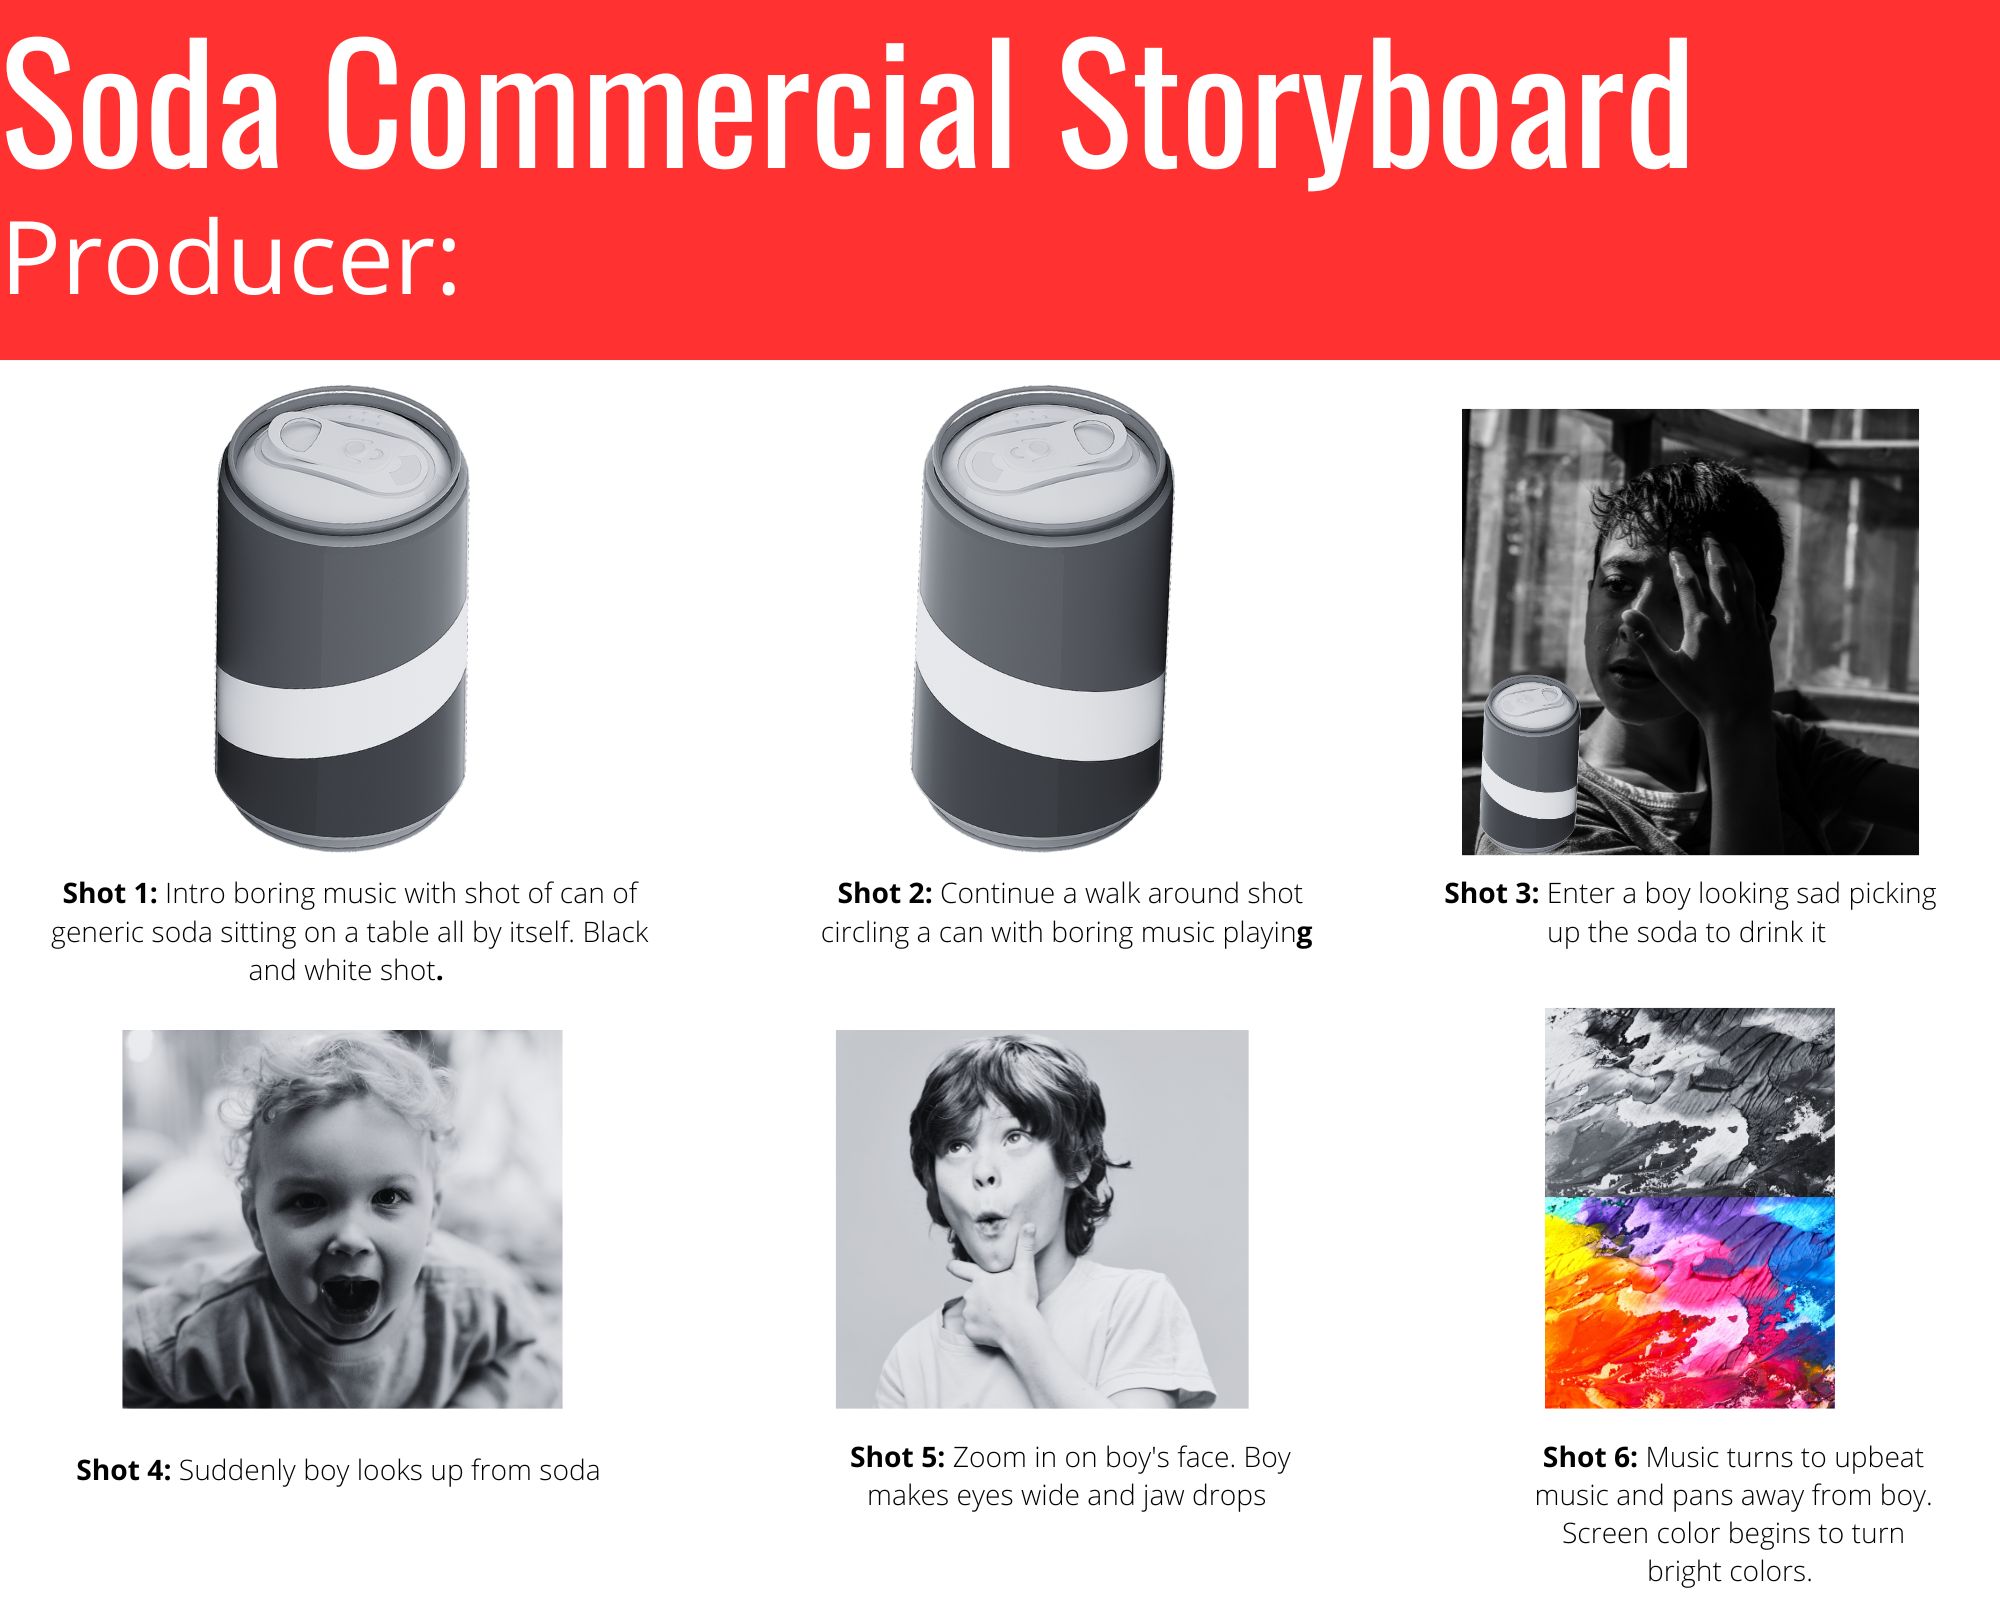 Soda Commercial Storyboard
Producer:
Shot 1: Intro boring music with shot of can of
generic soda sitting on a table all by itself. Black
and white shot.
Shot 2: Continue a walk around shot
circling a can with boring music playing
Shot 3: Enter a boy looking sad picking
up the soda to drink it
Shot 4: Suddenly boy looks up from soda
Shot 5: Zoom in on boy's face. Boy
makes eyes wide and jaw drops
Shot 6: Music turns to upbeat
music and pans away from boy.
Screen color begins to turn
bright colors.